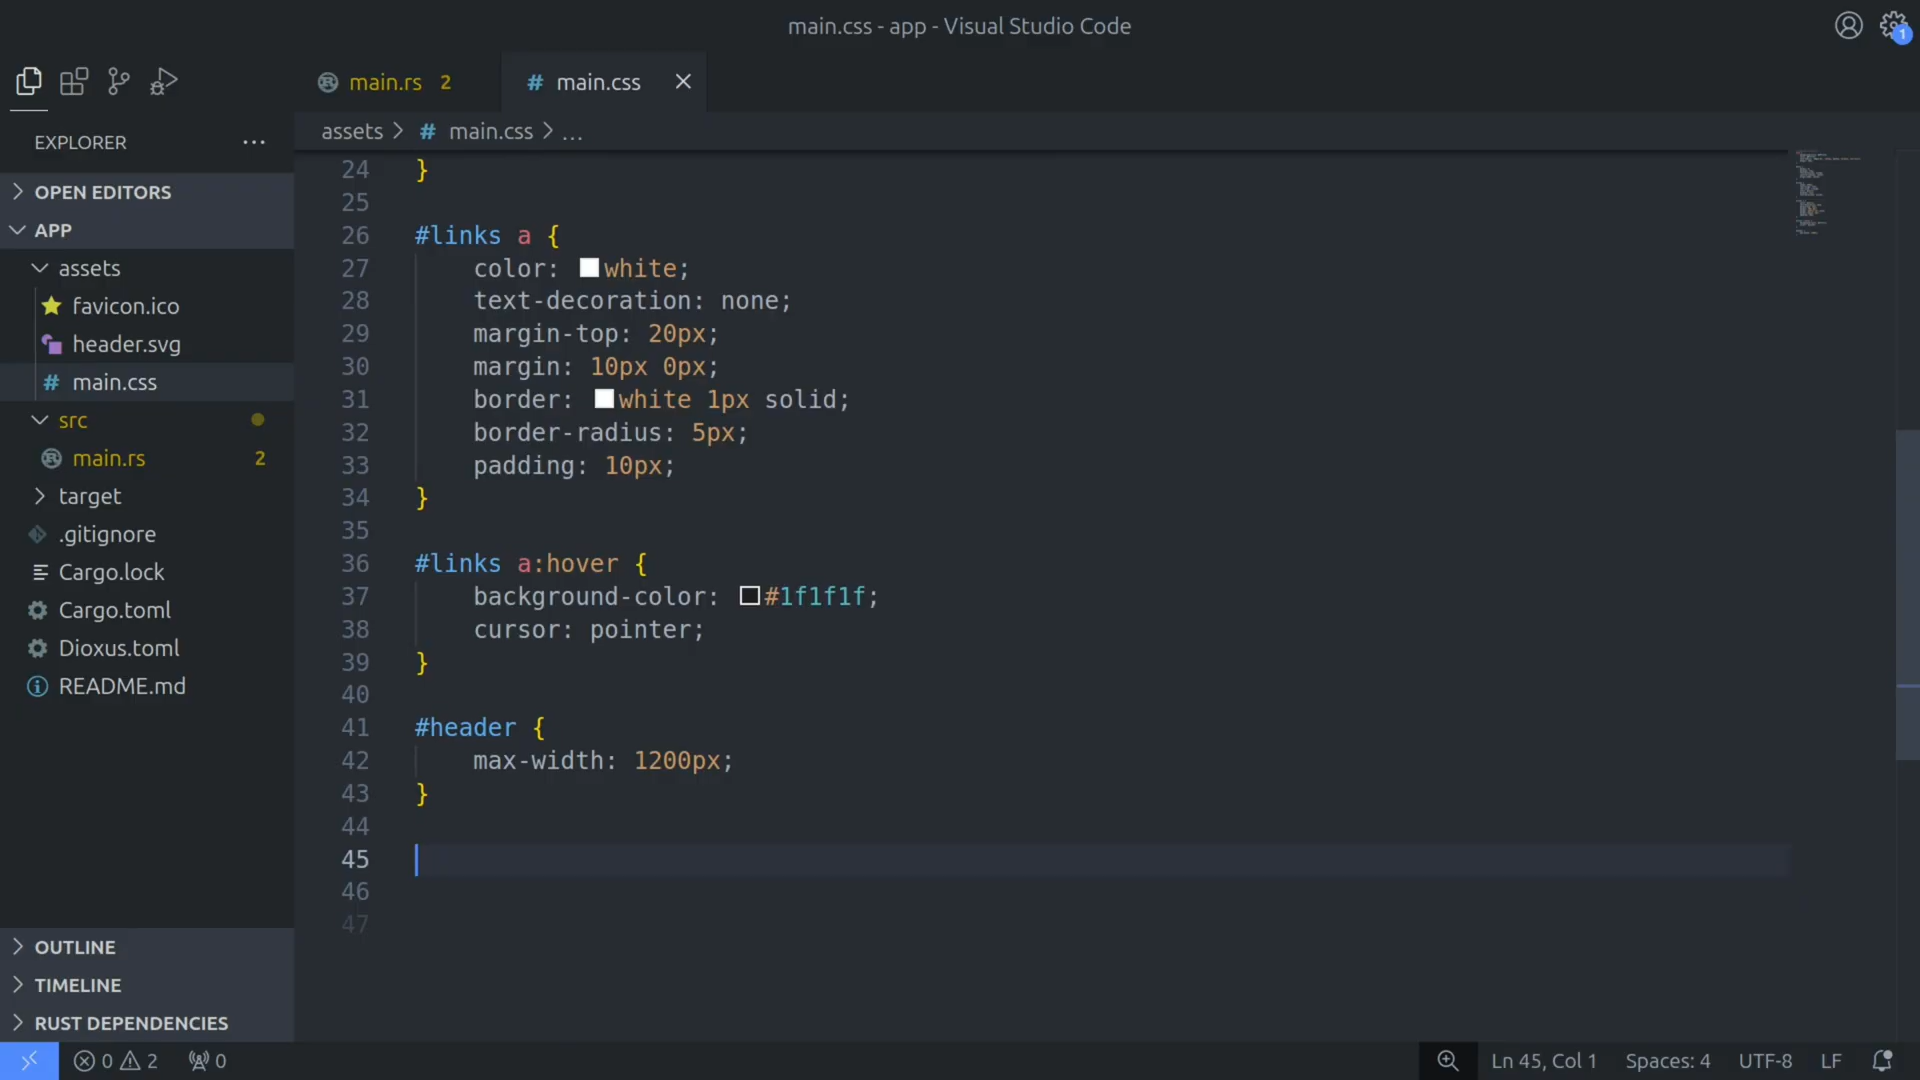 main.css - app - Visual Studio Code
1
main.rs 2
# main.css
assets > # main.css > ...
EXPLORER
OPEN EDITORS
APP
assets
favicon.ico
header.svg
# main.css
src
main.rs 2
target
.gitignore
Cargo.lock
Cargo.toml
Dioxus.toml
README.md
OUTLINE
TIMELINE
RUST DEPENDENCIES
24 }
25
26 #links a {
27 color: white;
28 text-decoration: none;
29 margin-top: 20px;
30 margin: 10px 0px;
31 border: white 1px solid;
32 border-radius: 5px;
33 padding: 10px;
34 }
35
36 #links a:hover {
37 background-color: #1f1f1f;
38 cursor: pointer;
39 }
40
41 #header {
42 max-width: 1200px;
43 }
44
45
46
47
0 2 0
Ln 45, Col 1 Spaces: 4 UTF-8 LF